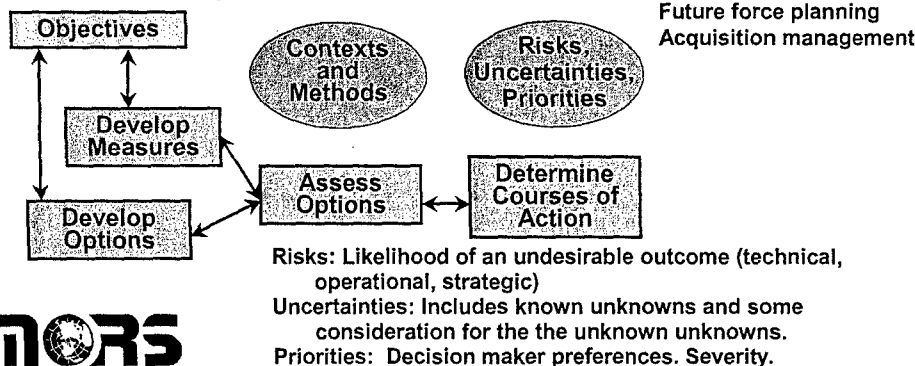 Future force planning
Acquisition management
Objectives
Contexts
and
Methods
Risks,
Uncertainties,
Priorities
Develop
Measures
Assess
Options
Determine
Courses of
Action
Develop
Options
Risks: Likelihood of an undesirable outcome (technical,
operational, strategic)
Uncertainties: Includes known unknowns and some
consideration for the the unknown unknowns.
Priorities: Decision maker preferences. Severity.
MORS